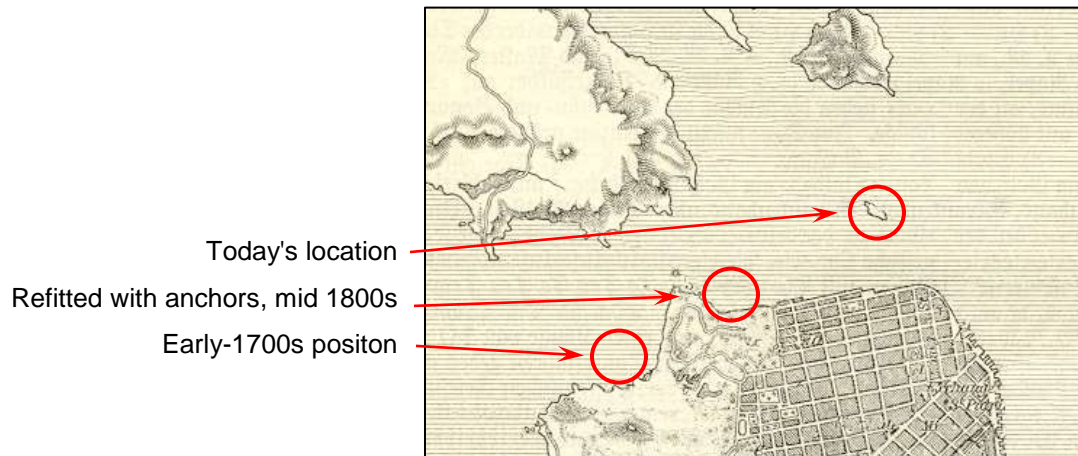 Today's location
Refitted with anchors, mid 1800s
Early-1700s positon